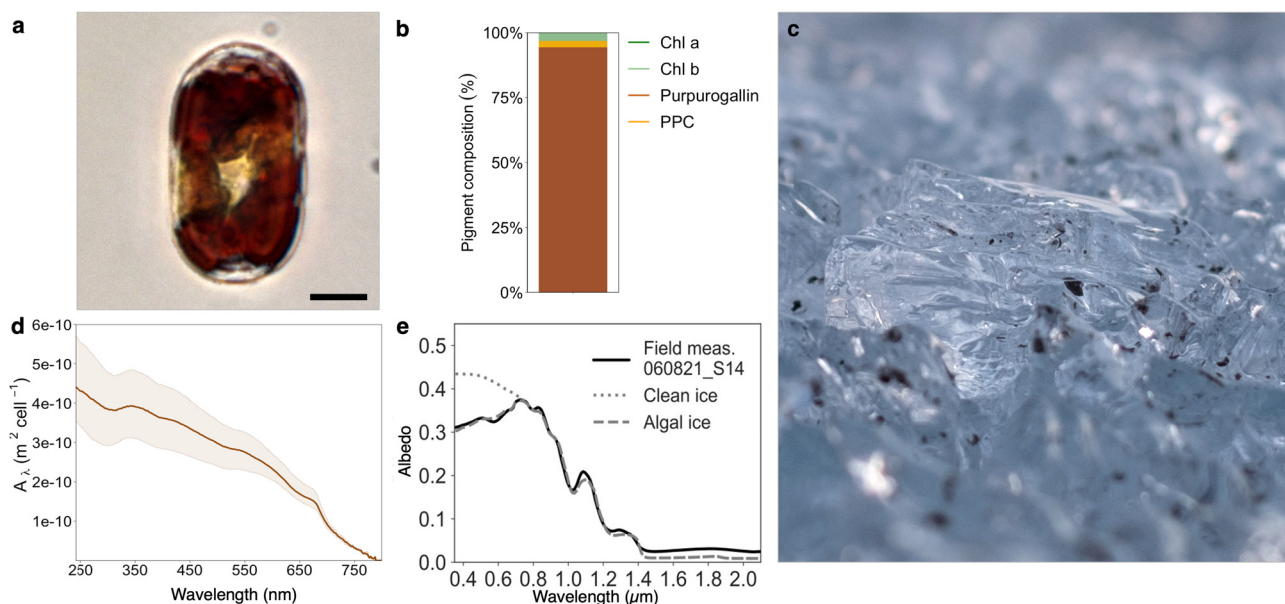 a
b
100%
75%
50%
25%
0%
Pigment composition (%)
Chl a
Chl b
Purpurogallin
PPC
c
d
6e-10
5e-10
4e-10
3e-10
2e-10
1e-10
A λ (m⁻² cell⁻¹)
250 350 450 550 650 750
Wavelength (nm)
e
0.5
0.4
0.3
0.2
0.1
0.0
Albedo
Field meas.
060821_S14
Clean ice
Algal ice
0.4 0.6 0.8 1.0 1.2 1.4 1.6 1.8 2.0
Wavelength (μm)